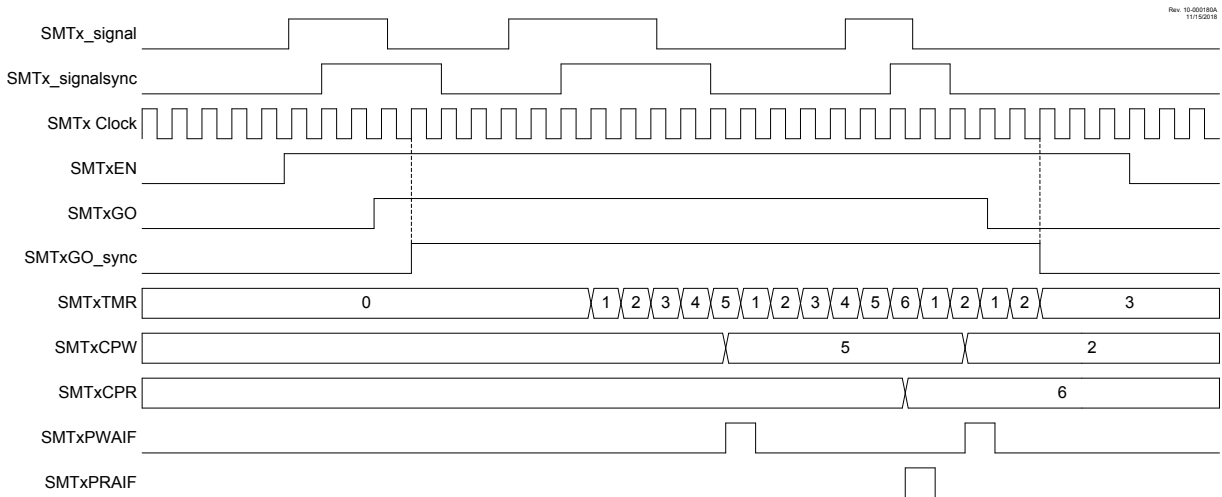 Rev. 10-000180A
11/15/2018
SMTx_signal
SMTx_signalsync
SMTx Clock
SMTxEN
SMTxGO
SMTxGO_sync
SMTxTMR 0 1 2 3 4 5 1 2 3 4 5 6 1 2 1 2 3
SMTxCPW 5 2
SMTxCPR 6
SMTxPWAIF
SMTxPRAIF